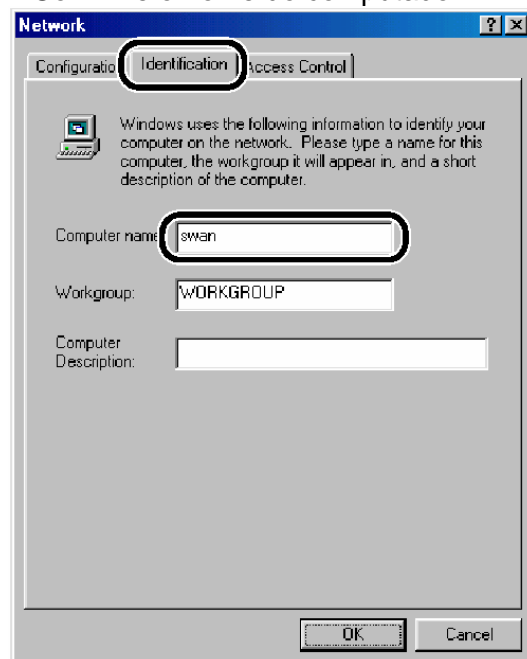 Network
Configuratio Identification Access Control
Windows uses the following information to identify your
computer on the network. Please type a name for this
computer, the workgroup it will appear in, and a short
description of the computer.
Computer name
swan
Workgroup:
WORKGROUP
Computer
Description:
OK Cancel